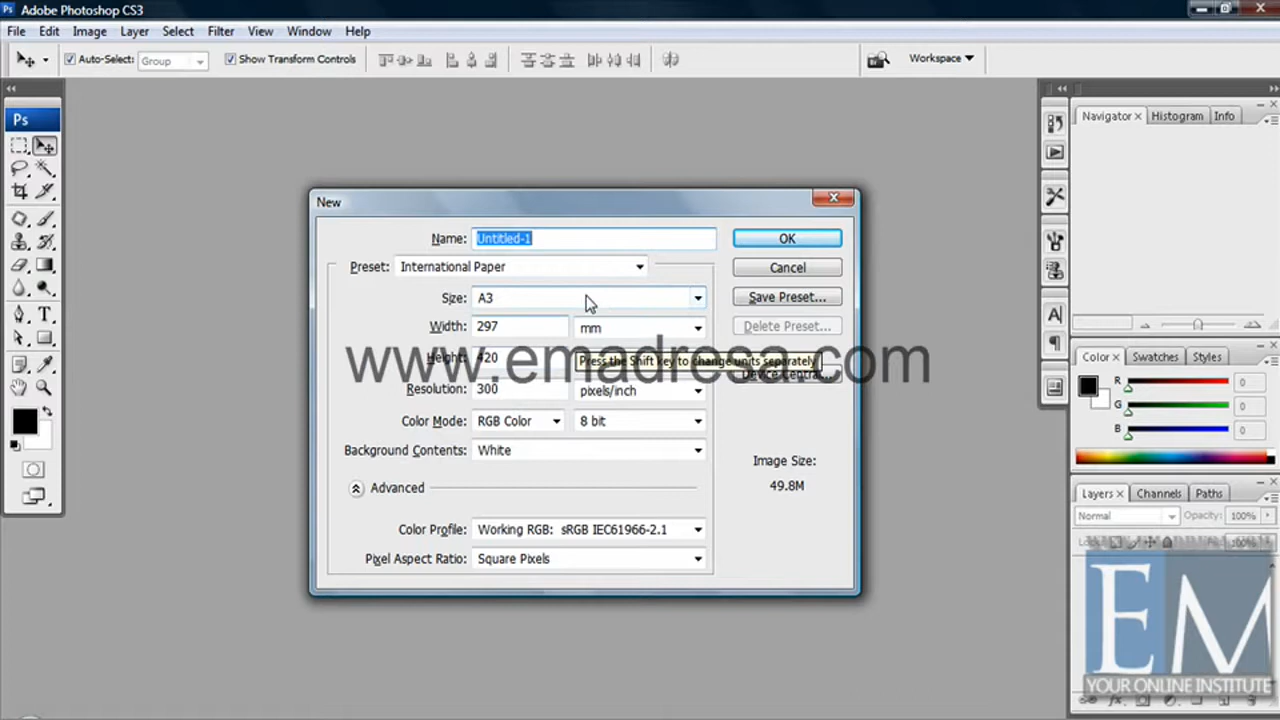 Ps Adobe Photoshop CS3
File Edit Image Layer Select Filter View Window Help
Auto-Select: Group Show Transform Controls Workspace
Ps
Navigator Histogram Info
New
Name: Untitled-1 OK
Preset: International Paper Cancel
Size: A3 Save Preset...
Width: 297 mm Delete Preset...
Height: 420
Press the Shift key to change units separately
www.emadresa.com
Device Central...
Resolution: 300 pixels/inch
Color Mode: RGB Color 8 bit
Background Contents: White
Image Size:
49.8M
Advanced
Color Profile: Working RGB: sRGB IEC61966-2.1
Pixel Aspect Ratio: Square Pixels
A
T
Color Swatches Styles
R 0
G 0
B 0
Layers Channels Paths
Normal Opacity: 100%
100%
EM
YOUR ONLINE INSTITUTE